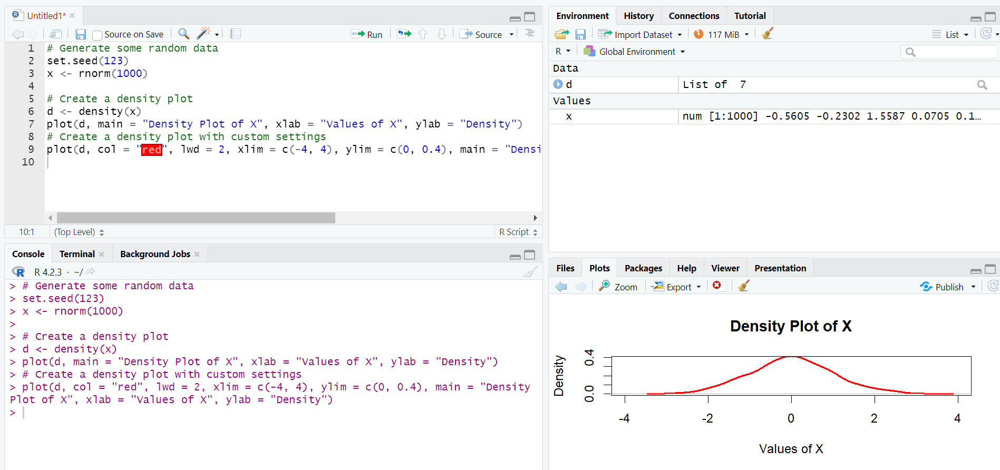 Untitled1*
Source on Save
Run
Source
1 # Generate some random data
2 set.seed(123)
3 x <- rnorm(1000)
4
5 # Create a density plot
6 d <- density(x)
7 plot(d, main = "Density Plot of X", xlab = "Values of X", ylab = "Density")
8 # Create a density plot with custom settings
9 plot(d, col = "red", lwd = 2, xlim = c(-4, 4), ylim = c(0, 0.4), main = "Densi
10
10:1 (Top Level) R Script
Console Terminal Background Jobs
R 4.2.3 · ~/
> # Generate some random data
> set.seed(123)
> x <- rnorm(1000)
>
> # Create a density plot
> d <- density(x)
> plot(d, main = "Density Plot of X", xlab = "Values of X", ylab = "Density")
> # Create a density plot with custom settings
> plot(d, col = "red", lwd = 2, xlim = c(-4, 4), ylim = c(0, 0.4), main = "Density
Plot of X", xlab = "Values of X", ylab = "Density")
>
Environment History Connections Tutorial
Import Dataset 117 MiB List
R Global Environment
Data
d List of 7
Values
x num [1:1000] -0.5605 -0.2302 1.5587 0.0705 0.1...
Files Plots Packages Help Viewer Presentation
Zoom Export Publish
Density Plot of X
Density
0.4
0.0
-4 -2 0 2 4
Values of X